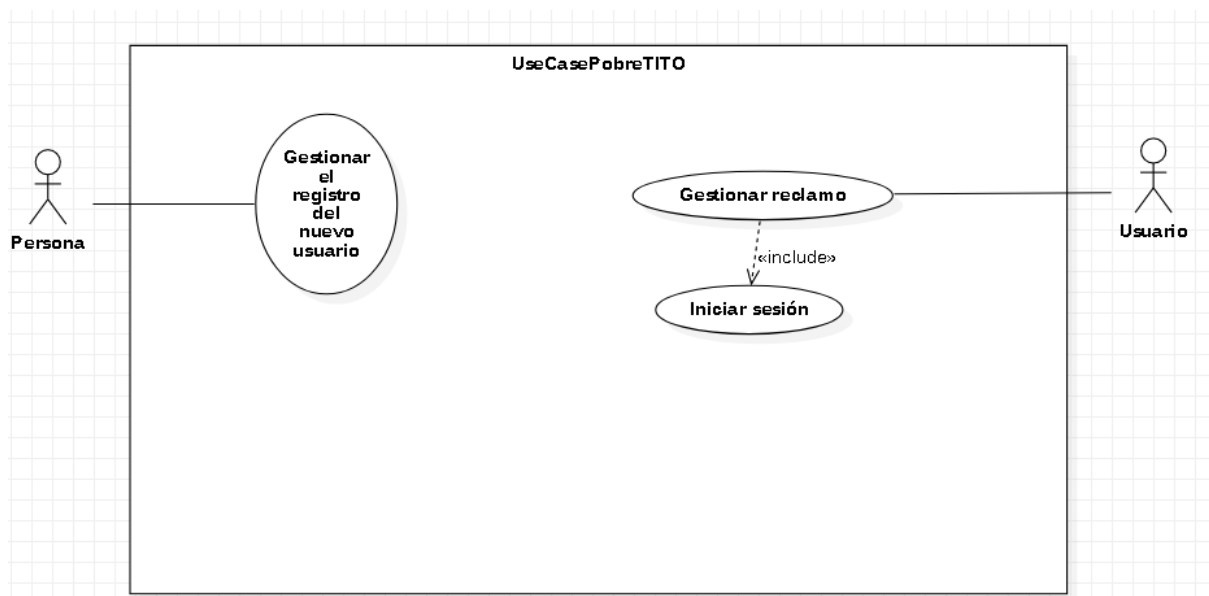 UseCasePobreTITO
Gestionar
el
registro
del
nuevo
usuario
Persona
Gestionar reclamo
Usuario
«include»
Iniciar sesión